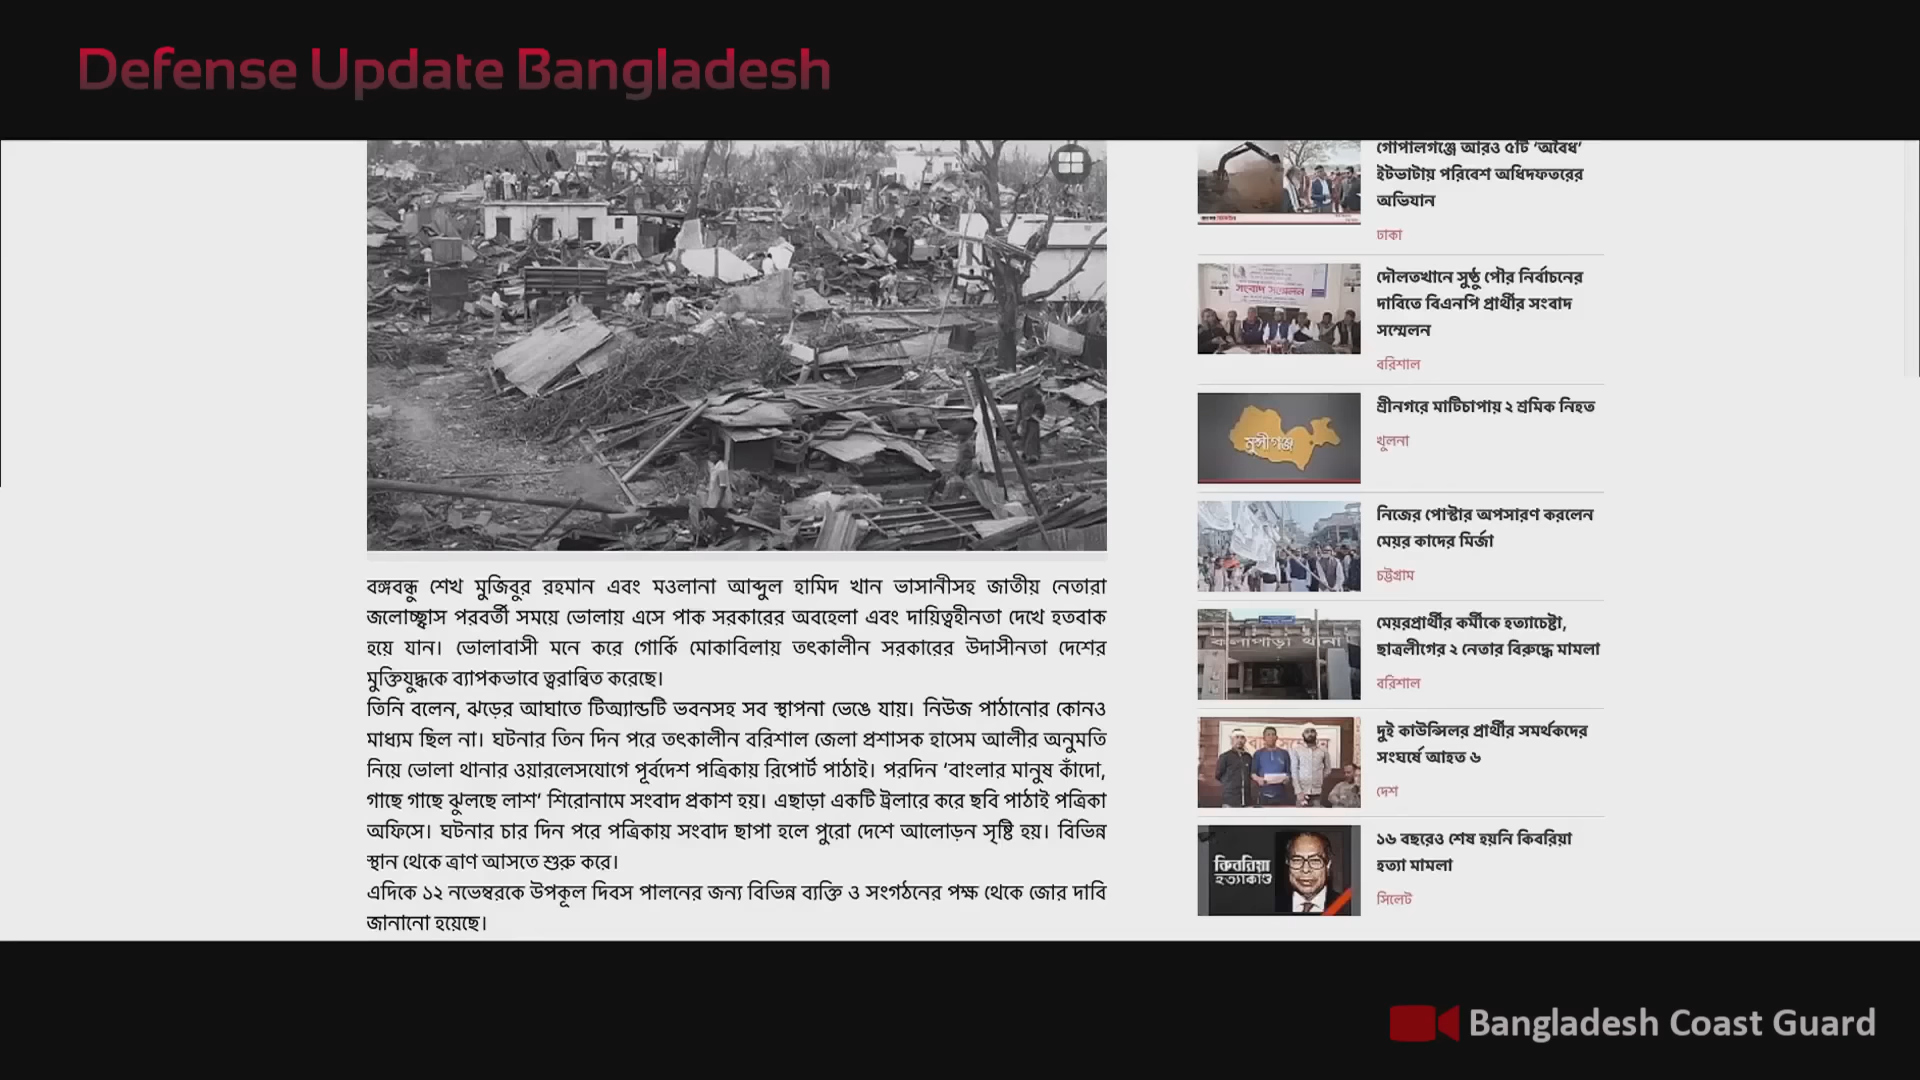 Defense Update Bangladesh
বঙ্গবন্ধু শেখ মুজিবুর রহমান এবং মওলানা আব্দুল হামিদ খান ভাসানীসহ জাতীয় নেতারা
জলোচ্ছ্বাস পরবর্তী সময়ে ভোলায় এসে পাক সরকারের অবহেলা এবং দায়িত্বহীনতা দেখে হতবাক
হয়ে যান। ভোলাবাসী মনে করে গোর্কি মোকাবিলায় তৎকালীন সরকারের উদাসীনতা দেশের
মুক্তিযুদ্ধকে ব্যাপকভাবে ত্বরান্বিত করেছে।
তিনি বলেন, ঝড়ের আঘাতে টিঅ্যান্ডটি ভবনসহ সব স্থাপনা ভেঙে যায়। নিউজ পাঠানোর কোনও
মাধ্যম ছিল না। ঘটনার তিন দিন পরে তৎকালীন বরিশাল জেলা প্রশাসক হাসেম আলীর অনুমতি
নিয়ে ভোলা থানার ওয়ারলেসযোগে পূর্বদেশ পত্রিকায় রিপোর্ট পাঠাই। পরদিন ‘বাংলার মানুষ কাঁদো,
গাছে গাছে ঝুলছে লাশ’ শিরোনামে সংবাদ প্রকাশ হয়। এছাড়া একটি ট্রলারে করে ছবি পাঠাই পত্রিকা
অফিসে। ঘটনার চার দিন পরে পত্রিকায় সংবাদ ছাপা হলে পুরো দেশে আলোড়ন সৃষ্টি হয়। বিভিন্ন
স্থান থেকে ত্রাণ আসতে শুরু করে।
এদিকে ১২ নভেম্বরকে উপকূল দিবস পালনের জন্য বিভিন্ন ব্যক্তি ও সংগঠনের পক্ষ থেকে জোর দাবি
জানানো হয়েছে।
গোপালগঞ্জে আরও ৫টি ‘অবৈধ’
ইটভাটায় পরিবেশ অধিদফতরের
অভিযান
ঢাকা
সংবাদ সম্মেলন
দৌলতখানে সুষ্ঠু পৌর নির্বাচনের
দাবিতে বিএনপি প্রার্থীর সংবাদ
সম্মেলন
বরিশাল
মুন্সীগঞ্জ
শ্রীনগরে মাটিচাপায় ২ শ্রমিক নিহত
খুলনা
নিজের পোস্টার অপসারণ করলেন
মেয়র কাদের মির্জা
চট্টগ্রাম
কলাপাড়া থানা
মেয়রপ্রার্থীর কর্মীকে হত্যাচেষ্টা,
ছাত্রলীগের ২ নেতার বিরুদ্ধে মামলা
বরিশাল
দুই কাউন্সিলর প্রার্থীর সমর্থকদের
সংঘর্ষে আহত ৬
দেশ
কিবরিয়া
হত্যাকাণ্ড
১৬ বছরেও শেষ হয়নি কিবরিয়া
হত্যা মামলা
সিলেট
Bangladesh Coast Guard